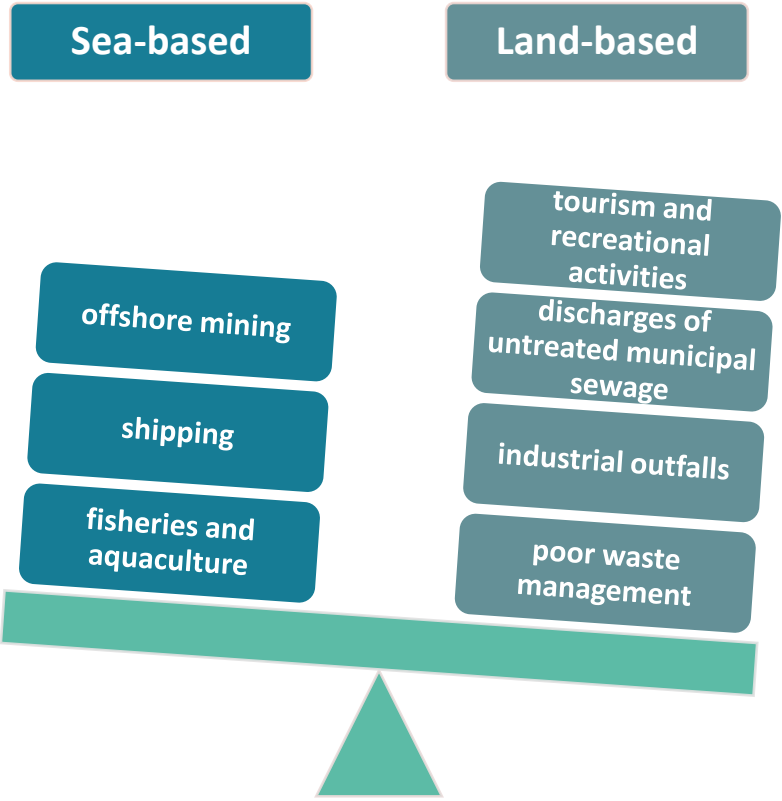 Sea-based
Land-based
offshore mining
shipping
fisheries and
aquaculture
tourism and
recreational
activities
discharges of
untreated municipal
sewage
industrial outfalls
poor waste
management